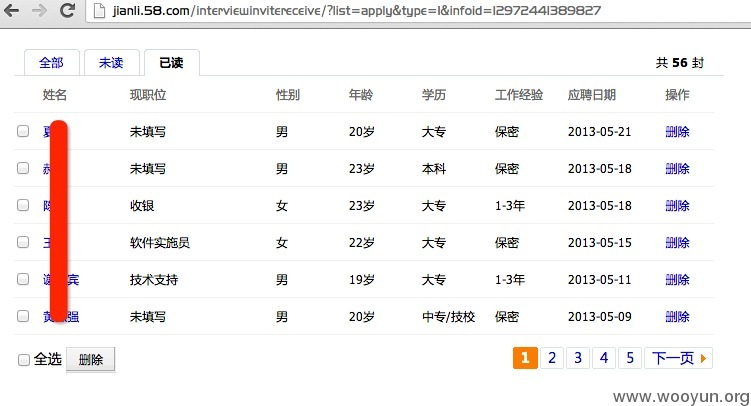 jianli.58.com/interviewinvitereceive/?list=apply&type=1&infoid=12972441389827
全部 未读 已读 共 56 封
姓名 现职位 性别 年龄 学历 工作经验 应聘日期 操作
未填写 男 20岁 大专 保密 2013-05-21 删除
未填写 男 23岁 本科 保密 2013-05-18 删除
陈 收银 女 23岁 大专 1-3年 2013-05-18 删除
王 软件实施员 女 22岁 大专 保密 2013-05-15 删除
谢 宾 技术支持 男 19岁 大专 1-3年 2013-05-11 删除
黄 强 未填写 男 20岁 中专/技校 保密 2013-05-09 删除
全选 删除 1 2 3 4 5 下一页
www.wooyun.org